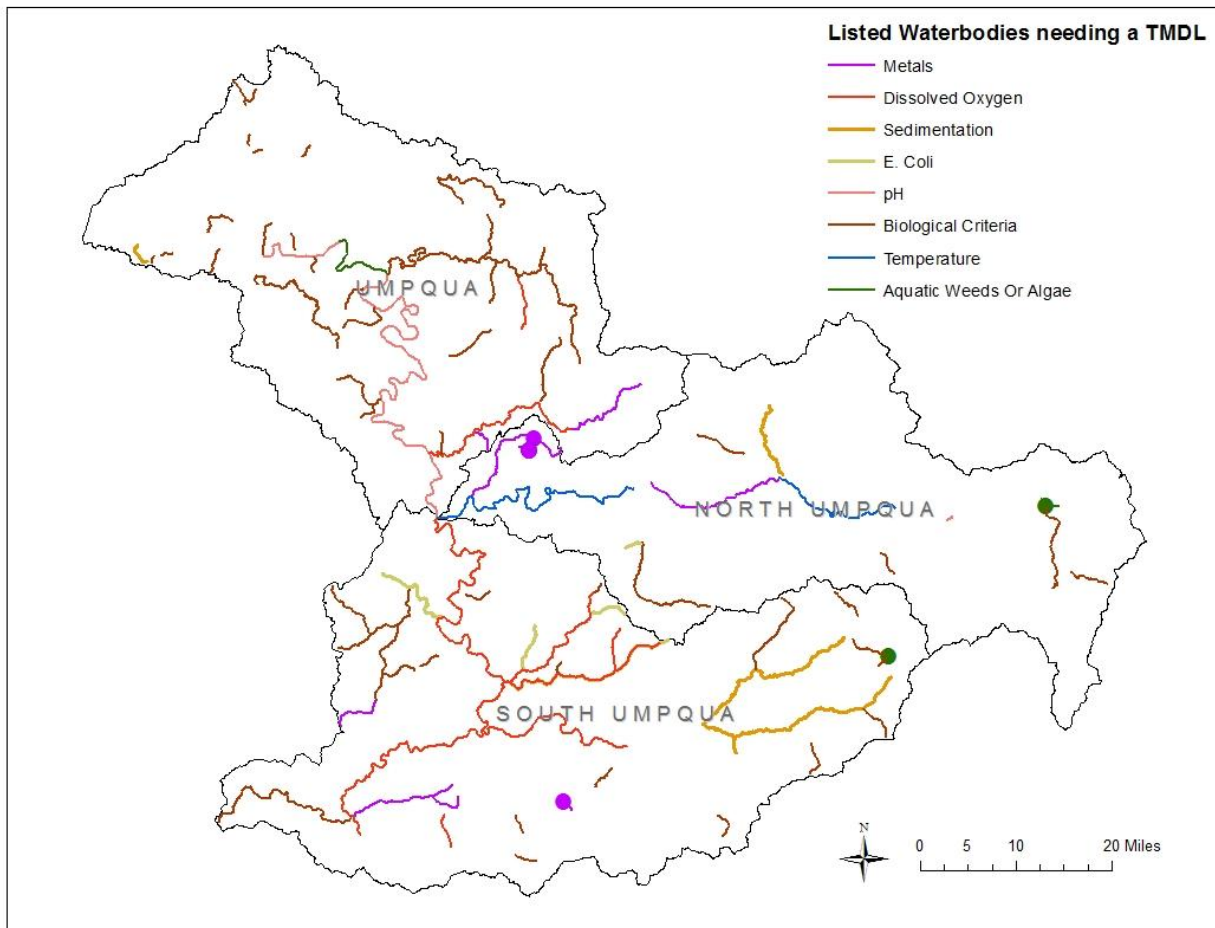 Listed Waterbodies needing a TMDL
Metals
Dissolved Oxygen
Sedimentation
E. Coli
pH
Biological Criteria
Temperature
Aquatic Weeds Or Algae
UMPQUA
NORTH UMPQUA
SOUTH UMPQUA
N
0 5 10 20 Miles